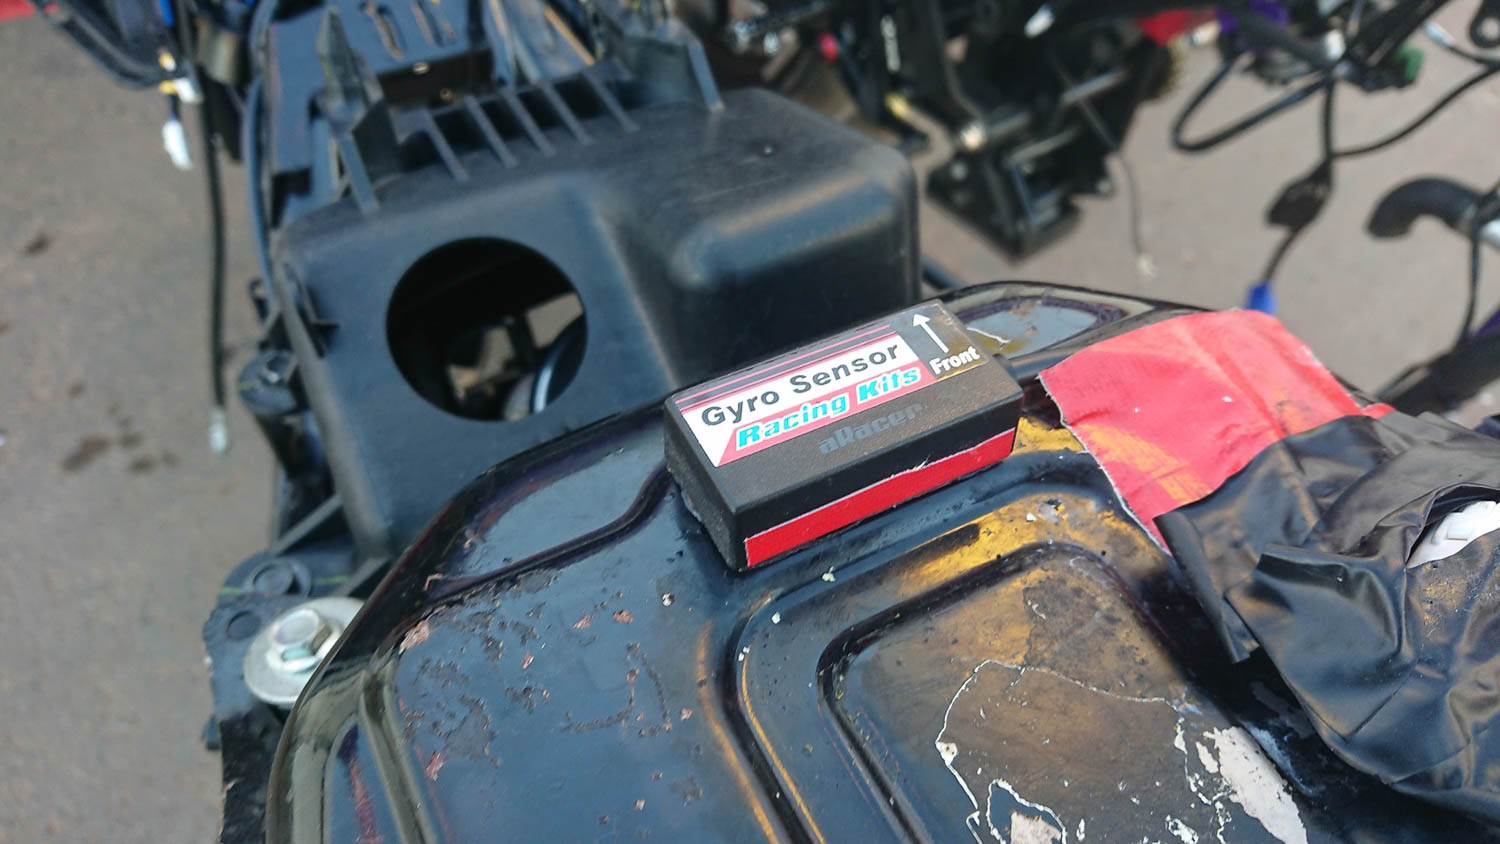 Gyro Sensor
Racing Kits
aRacer
Front